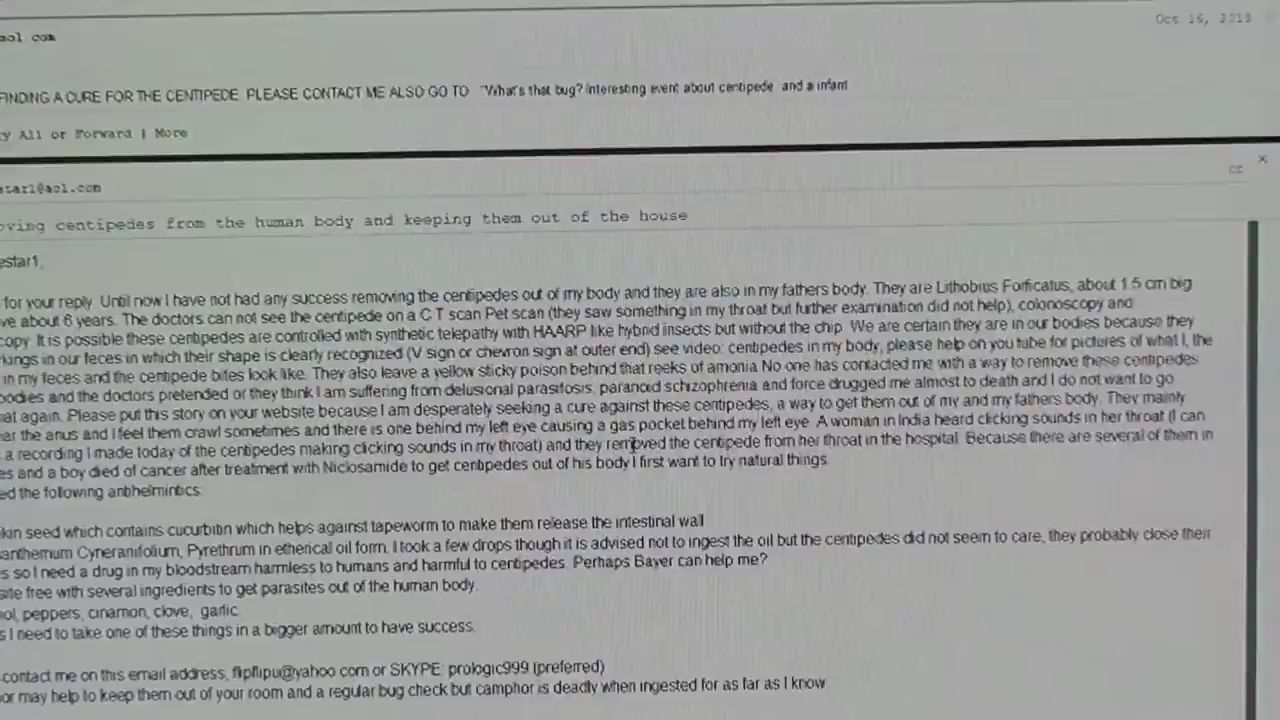 Oct 16, 2010
aol com
FINDING A CURE FOR THE CENTIPEDE PLEASE CONTACT ME ALSO GO TO "What's that bug? Interesting event about centipede and a infant
y All or Forward | More
CC
X
star1@aol.com
oving centipedes from the human body and keeping them out of the house
estar1,
for your reply. Until now I have not had any success removing the centipedes out of my body and they are also in my fathers body. They are Lithobius Forficatus, about 1.5 cm big
ve about 6 years. The doctors can not see the centipede on a C T scan Pet scan (they saw something in my throat but further examination did not help), colonoscopy and
copy. It is possible these centipedes are controlled with synthetic telepathy with HAARP like hybrid insects but without the chip. We are certain they are in our bodies because they
kings in our feces in which their shape is clearly recognized (V sign or chevron sign at outer end) see video: centipedes in my body, please help on you tube for pictures of what I, the
in my feces and the centipede bites look like. They also leave a yellow sticky poison behind that reeks of amonia No one has contacted me with a way to remove these centipedes
bodies and the doctors pretended or they think I am suffering from delusional parasitosis, paranoid schizophrenia and force drugged me almost to death and I do not want to go
hat again. Please put this story on your website because I am desperately seeking a cure against these centipedes, a way to get them out of my and my fathers body. They mainly
ear the anus and I feel them crawl sometimes and there is one behind my left eye causing a gas pocket behind my left eye. A woman in India heard clicking sounds in her throat (I can
a recording I made today of the centipedes making clicking sounds in my throat) and they removed the centipede from her throat in the hospital. Because there are several of them in
es and a boy died of cancer after treatment with Niclosamide to get centipedes out of his body I first want to try natural things
ed the following antihelmintics:
kin seed which contains cucurbitin which helps against tapeworm to make them release the intestinal wall
santhemum Cyneraniifolium, Pyrethrum in etherical oil form. I took a few drops though it is advised not to ingest the oil but the centipedes did not seem to care, they probably close their
s so I need a drug in my bloodstream harmless to humans and harmful to centipedes. Perhaps Bayer can help me?
site free with several ingredients to get parasites out of the human body.
ol, peppers, cinamon, clove, garlic
s I need to take one of these things in a bigger amount to have success.
contact me on this email address, flipflipu@yahoo com or SKYPE: prologic999 (preferred)
or may help to keep them out of your room and a regular bug check but camphor is deadly when ingested for as far as I know